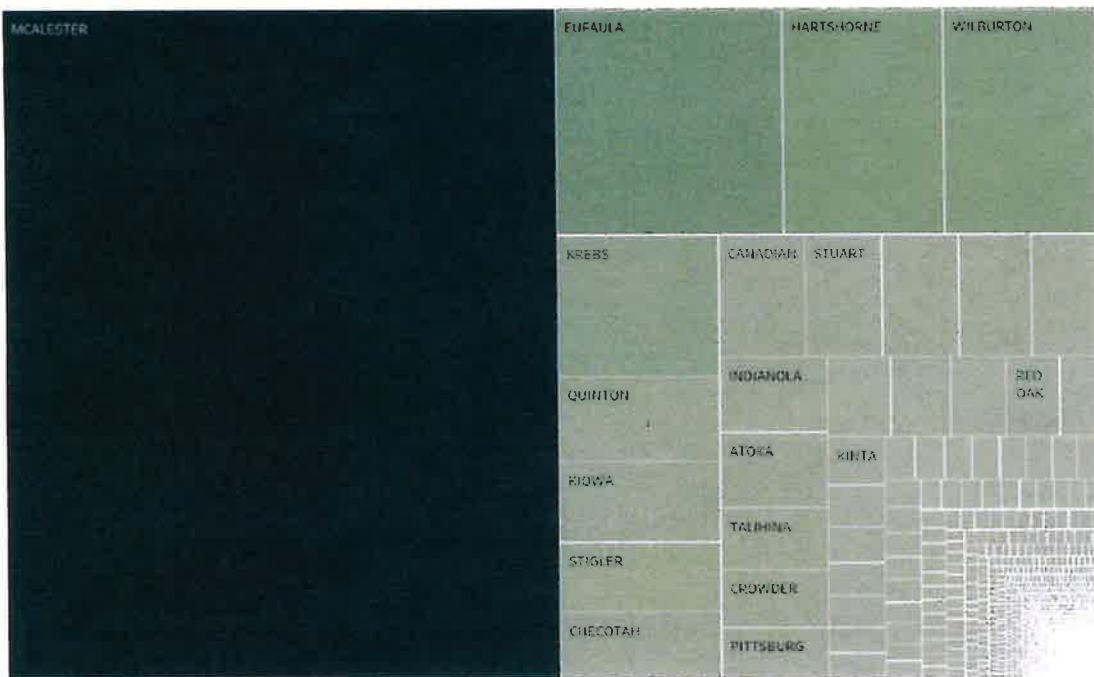 MCALESTER
EUFAULA
HARTSHORNE
WILBURTON
KREBS
CANADIAN
STUART
QUINTON
INDIANOLA
RED
OAK
ATOKA
KINTA
KIOWA
TALIHINA
STIGLER
CROWDER
CHECOTAH
PITTSBURG